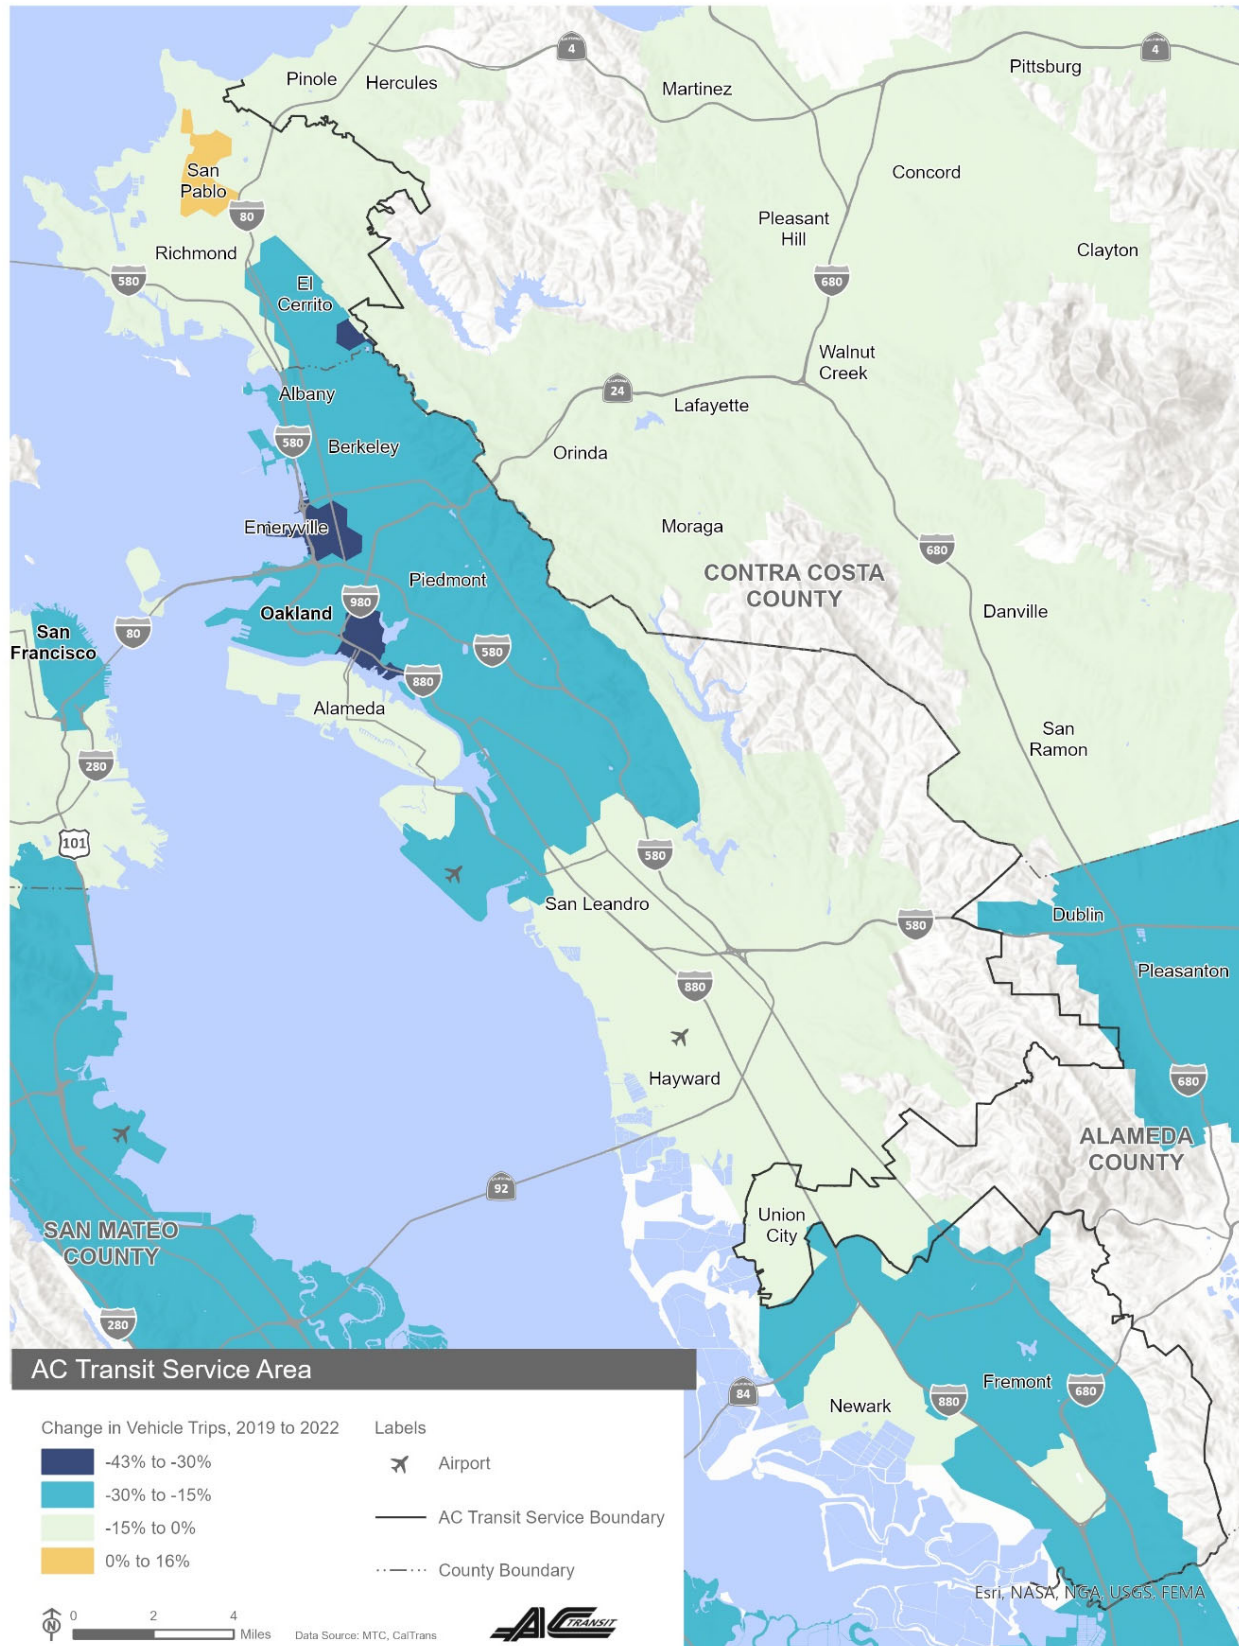 4
4
Pinole
Hercules
Martinez
Pittsburg
San
Pablo
Concord
80
Pleasant
Hill
Richmond
Clayton
580
El
Cerrito
680
Walnut
Creek
24
Albany
Lafayette
580
Berkeley
Orinda
Emeryville
Moraga
680
CONTRA COSTA
COUNTY
Piedmont
980
Oakland
Danville
San
Francisco
80
580
880
Alameda
San
Ramon
280
101
580
San Leandro
580
Dublin
Pleasanton
880
Hayward
680
ALAMEDA
COUNTY
92
Union
City
SAN MATEO
COUNTY
280
84
Newark
880
Fremont
680
AC Transit Service Area
Change in Vehicle Trips, 2019 to 2022
-43% to -30%
-30% to -15%
-15% to 0%
0% to 16%
Labels
Airport
AC Transit Service Boundary
County Boundary
N
0 2 4
Miles
Data Source: MTC, CalTrans
AC TRANSIT
Esri, NASA, NGA, USGS, FEMA